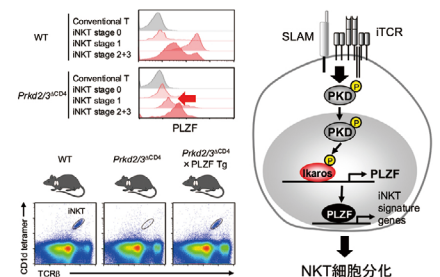 WT
Conventional T
iNKT stage 0
iNKT stage 1
iNKT stage 2+3
Prkd2/3ΔCD4
Conventional T
iNKT stage 0
iNKT stage 1
iNKT stage 2+3
PLZF
WT
Prkd2/3ΔCD4
Prkd2/3ΔCD4
× PLZF Tg
iNKT
CD1d tetramer
TCRβ
SLAM
iTCR
P
PKD
P
PKD
P
Ikaros
PLZF
PLZF
iNKT
signature
genes
NKT細胞分化